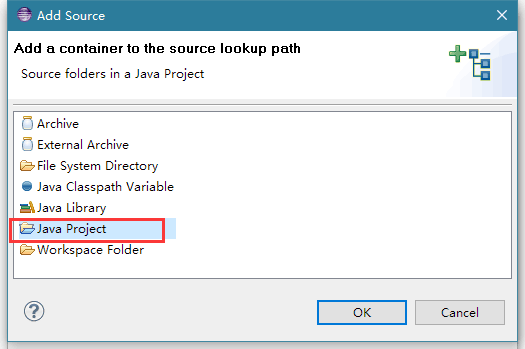 Add Source
Add a container to the source lookup path
Source folders in a Java Project
Archive
External Archive
File System Directory
Java Classpath Variable
Java Library
Java Project
Workspace Folder
?
OK
Cancel